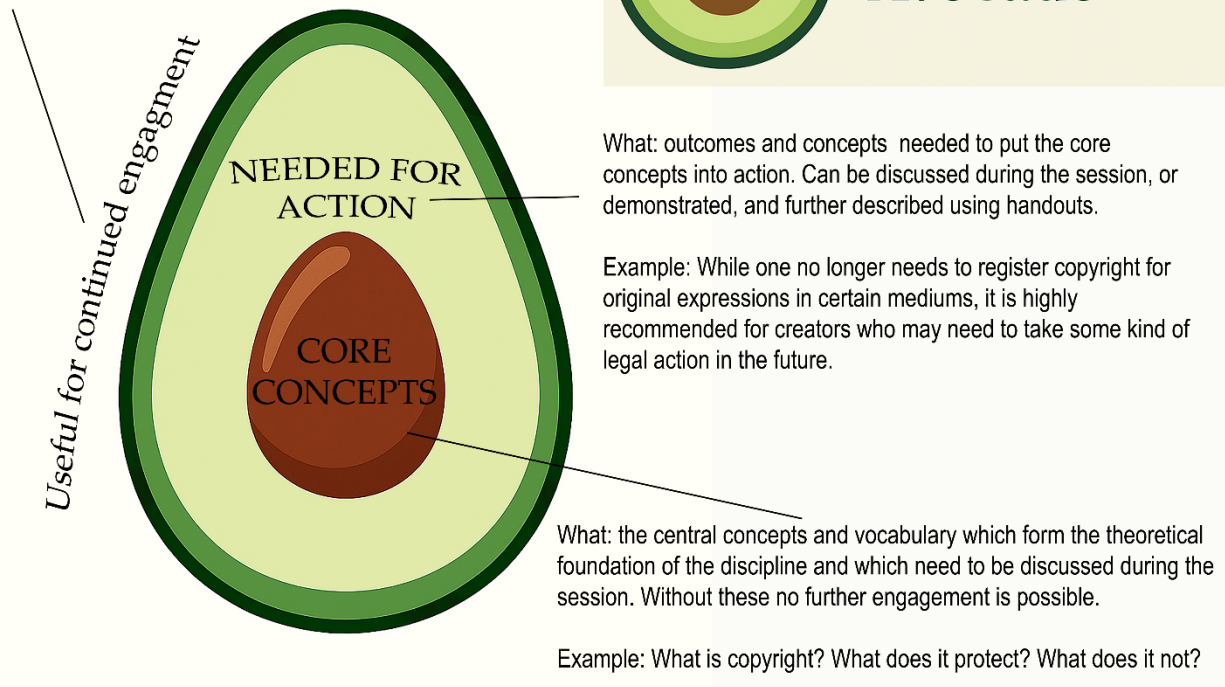 Useful for continued engagment
NEEDED FOR
ACTION
CORE
CONCEPTS
What: outcomes and concepts  needed to put the core
concepts into action. Can be discussed during the session, or
demonstrated, and further described using handouts.
Example: While one no longer needs to register copyright for
original expressions in certain mediums, it is highly
recommended for creators who may need to take some kind of
legal action in the future.
What: the central concepts and vocabulary which form the theoretical
foundation of the discipline and which need to be discussed during the
session. Without these no further engagement is possible.
Example: What is copyright? What does it protect? What does it not?